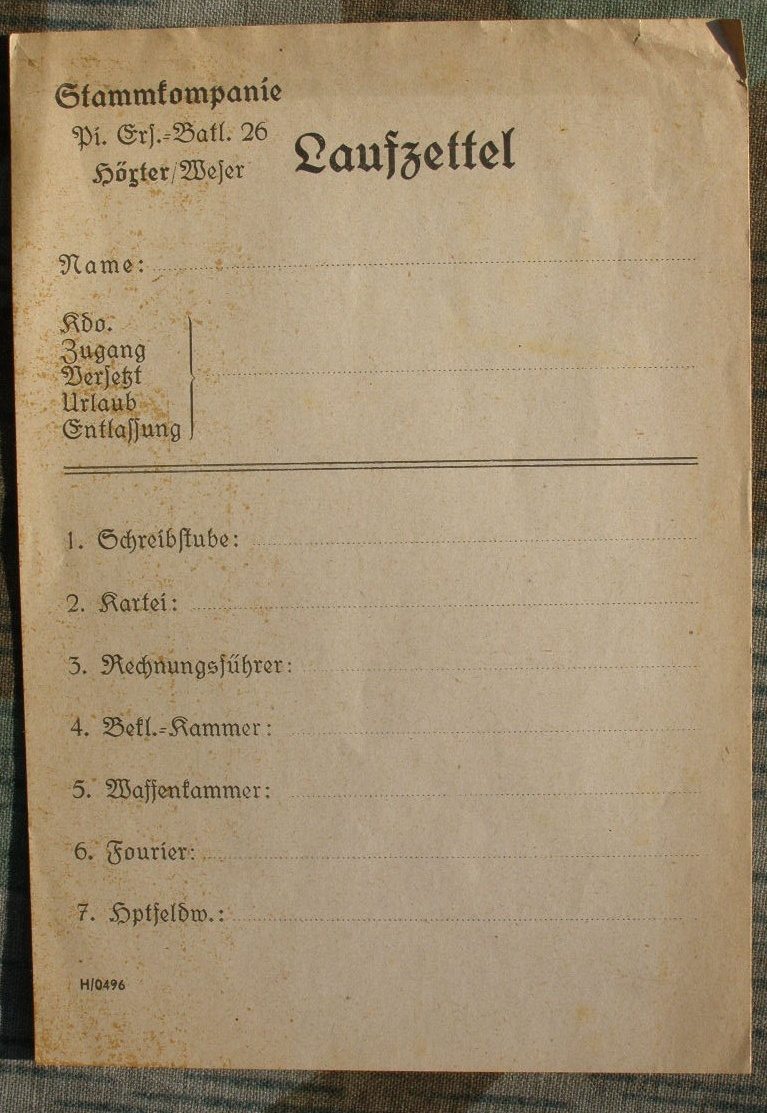 Stammkompanie
Pi. Ers.-Batl. 26
Höxter/Weser
Laufzettel
Name:
Kdo.
Zugang
Versetzt
Urlaub
Entlassung
1. Schreibstube:
2. Kartei:
3. Rechnungsführer:
4. Bekl.-Kammer:
5. Waffenkammer:
6. Fourier:
7. Hptfeldw.:
H/0496